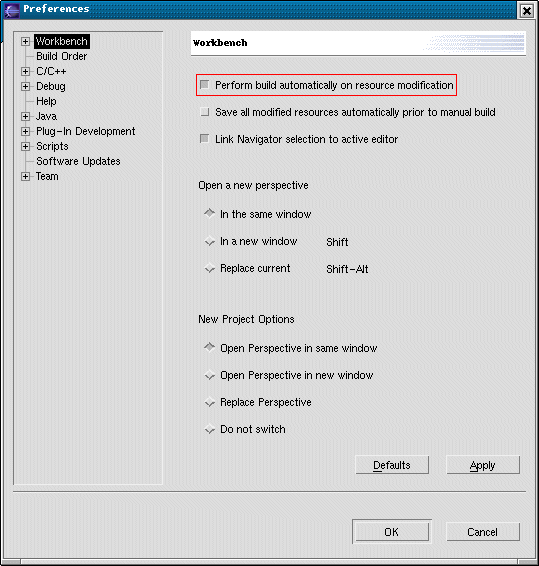 Preferences
Workbench
Build Order
C/C++
Debug
Help
Java
Plug-In Development
Scripts
Software Updates
Team
Workbench
Perform build automatically on resource modification
Save all modified resources automatically prior to manual build
Link Navigator selection to active editor
Open a new perspective
In the same window
In a new window Shift
Replace current Shift-Alt
New Project Options
Open Perspective in same window
Open Perspective in new window
Replace Perspective
Do not switch
Defaults Apply
OK Cancel